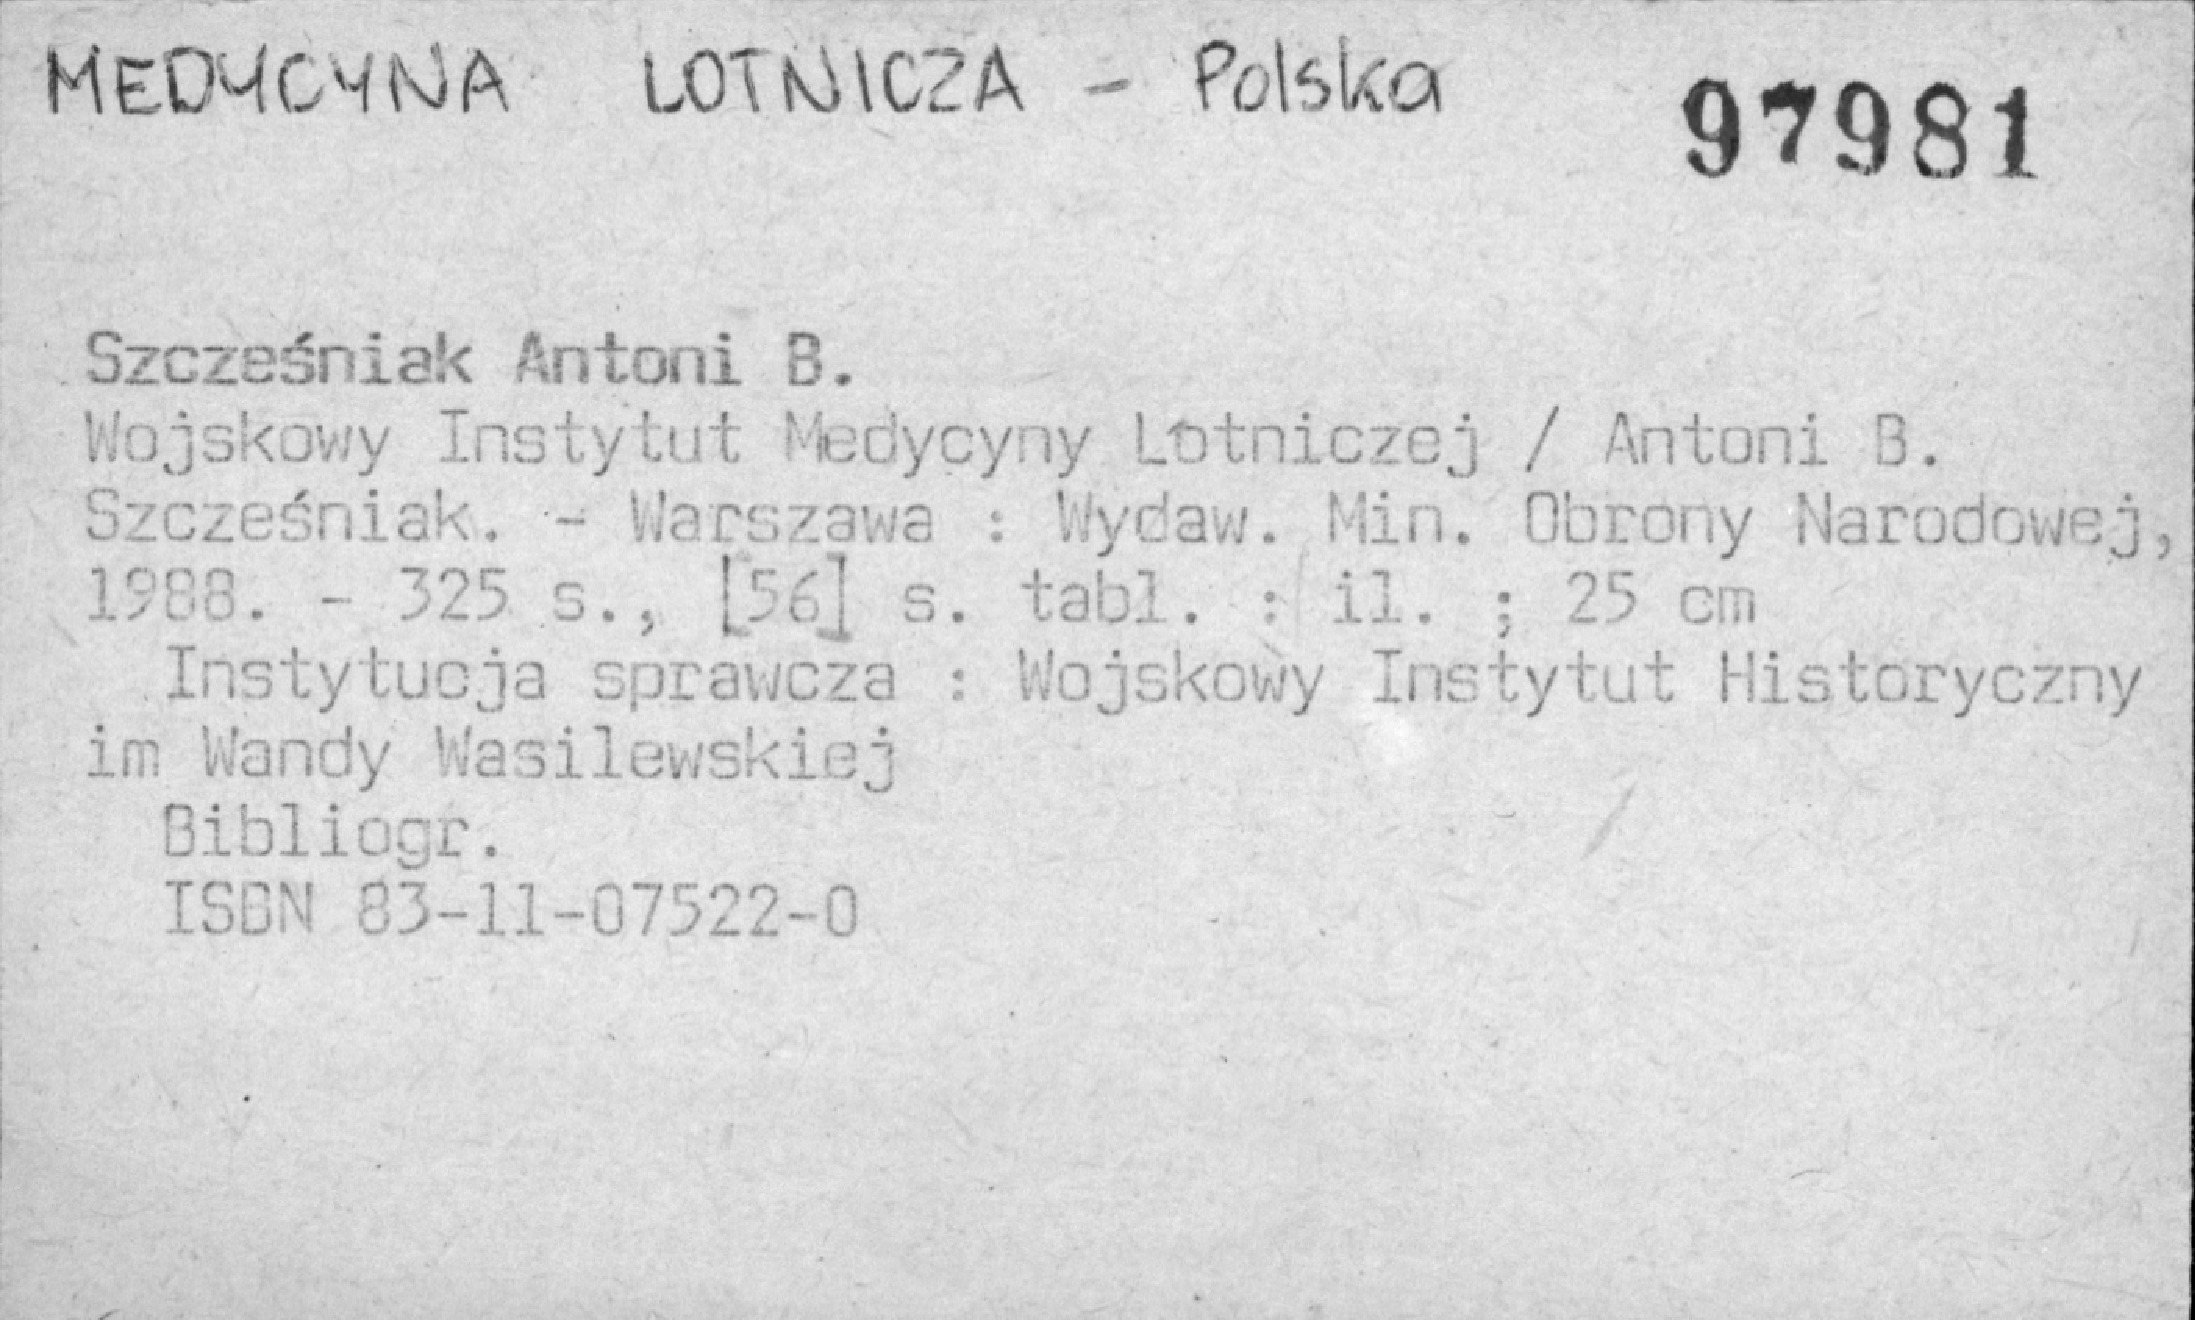 MEDYCYNA LOTNICZA - Polska
97981
Szcześniak Antoni B.
Wojskowy Instytut Medycyny Lotniczej / Antoni B.
Szcześniak. - Warszawa : Wydaw. Min. Obrony Narodowej,
1988. - 325 s., [56] s. tabl. : il. ; 25 cm
Instytucja sprawcza : Wojskowy Instytut Historyczny
im Wandy Wasilewskiej
Bibliogr.
ISBN 83-11-07522-0